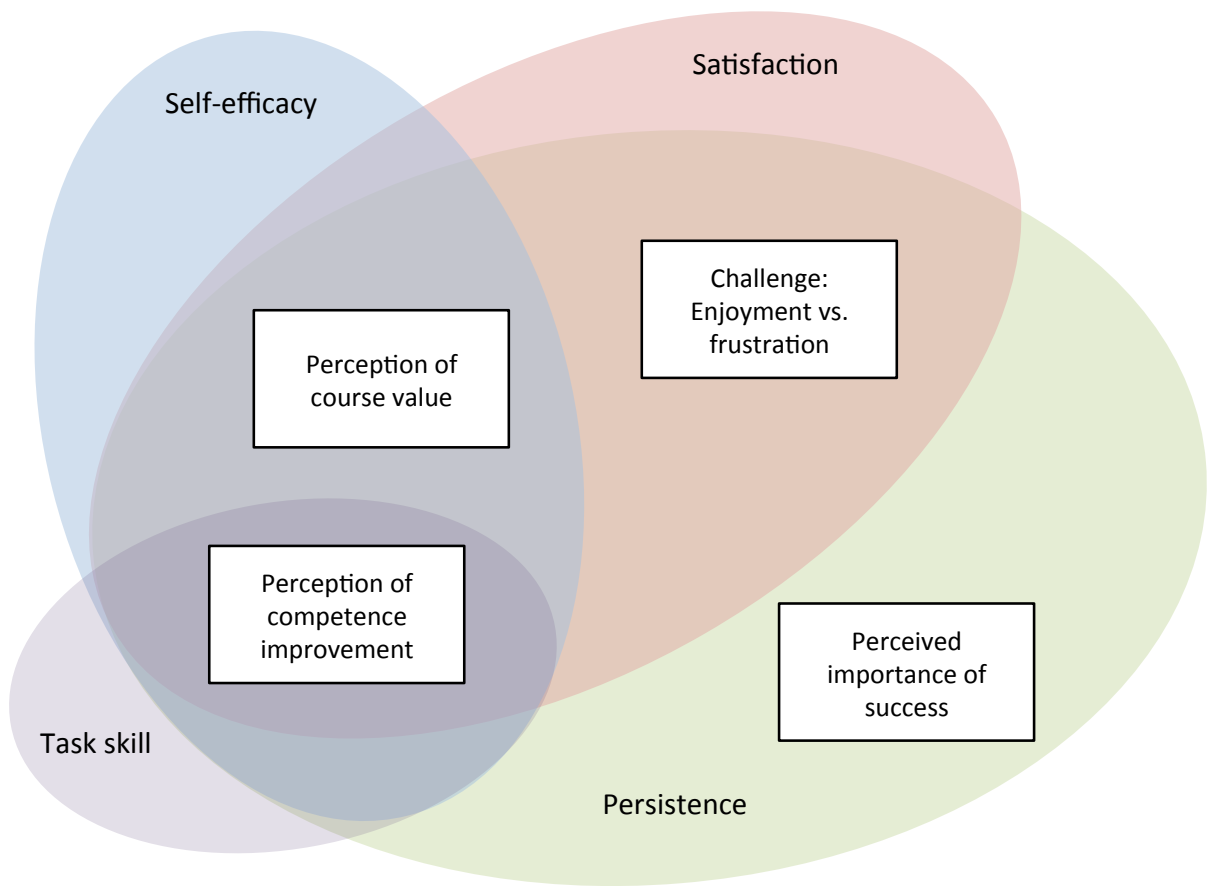 Satisfaction
Self-efficacy
Challenge:
Enjoyment vs.
frustration
Perception of
course value
Perception of
competence
improvement
Perceived
importance of
success
Task skill
Persistence